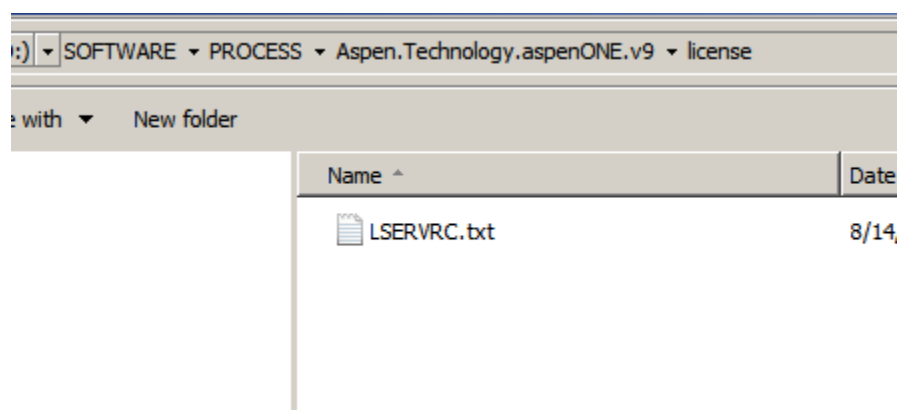 :) SOFTWARE PROCESS Aspen.Technology.aspenONE.v9 license
with New folder
Name Date
LSERVRC.txt 8/14